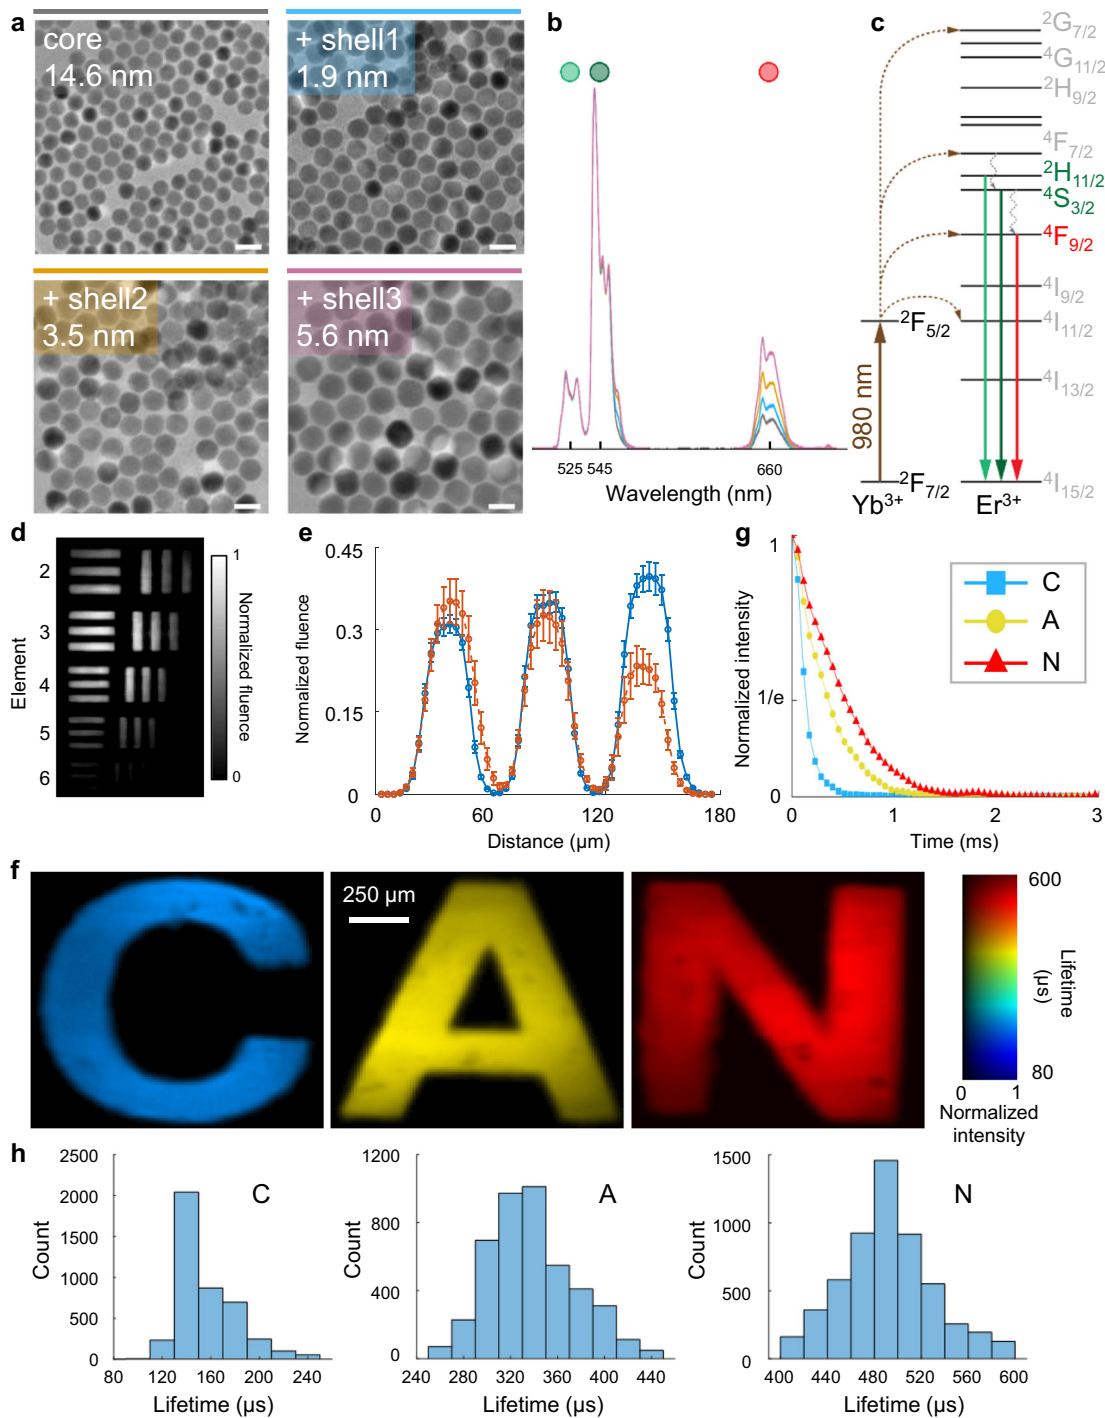 a
core
14.6 nm
+ shell1
1.9 nm
+ shell2
3.5 nm
+ shell3
5.6 nm
b
525 545 660
Wavelength (nm)
c
2G7/2
4G11/2
2H9/2
4F7/2
2H11/2
4S3/2
4F9/2
4I9/2
2F5/2 4I11/2
4I13/2
980 nm
2F7/2 4I15/2
Yb3+ Er3+
d
Element
2
3
4
5
6
1
0
Normalized fluence
e
Normalized fluence
0.45
0.3
0.15
0
0 60 120 180
Distance (μm)
g
Normalized intensity
1
1/e
0
0 1 2 3
Time (ms)
C
A
N
f
250 μm
600
80
Lifetime
(μs)
0 1
Normalized
intensity
h
Count
2500
2000
1500
1000
500
0
C
80 120 160 200 240
Lifetime (μs)
Count
1200
800
400
0
A
240 280 320 360 400 440
Lifetime (μs)
Count
1500
1000
500
0
N
400 440 480 520 560 600
Lifetime (μs)